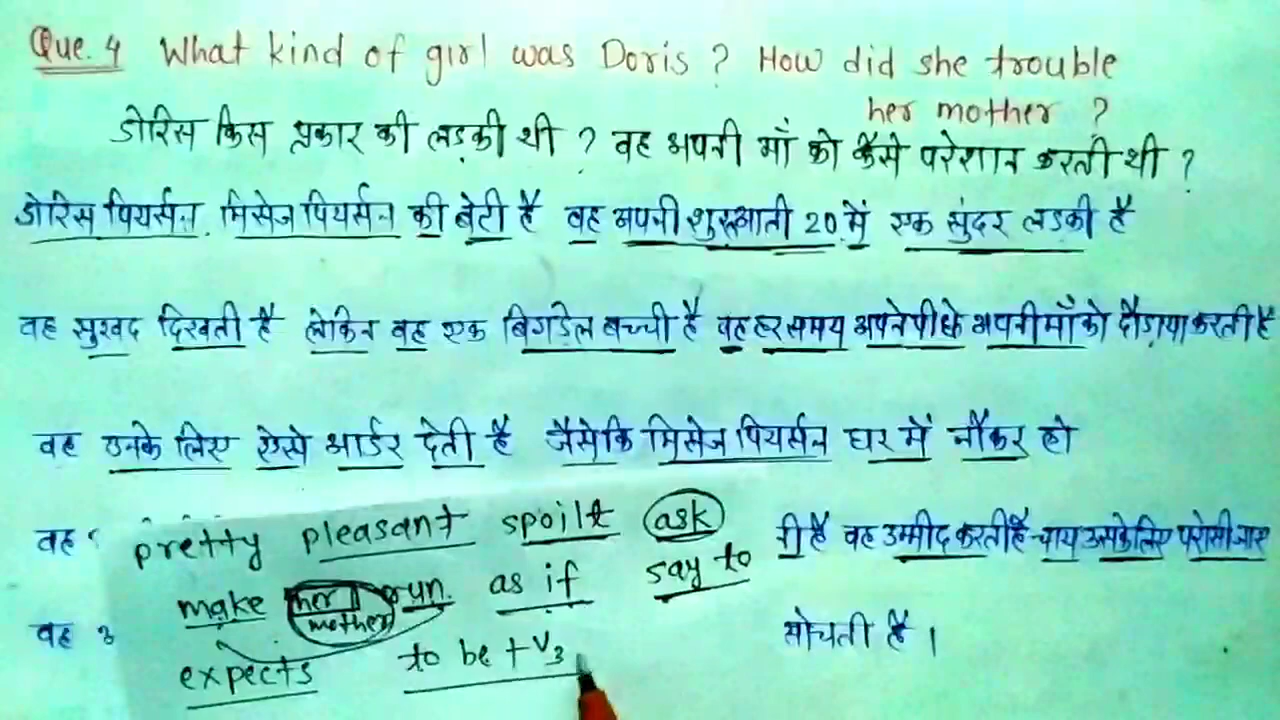 Que. 4 What kind of girl was Doris ? How did she trouble
her mother ?
डोरिस किस प्रकार की लड़की थी ? वह अपनी माँ को कैसे परेशान करती थी ?
डोरिस पियर्सन मिसेज पियर्सन की बेटी है वह अपनी शुरुआती 20 में एक सुंदर लडकी है
वह सुखद दिखती है लेकिन वह एक बिगडेल बच्ची है वह हर समय अपने पीछे अपनी माँ को दौड़ाया करती है
वह उनके लिए ऐसे आर्डर देती है जैसे कि मिसेज पियर्सन घर में नौकर हो
वह
री है वह उम्मीद करती है चाय उसके लिए परोसी जाए
वह
सोचती है ।
pretty pleasant spoilt ask
make her run as if say to
mother
expects to be + V3